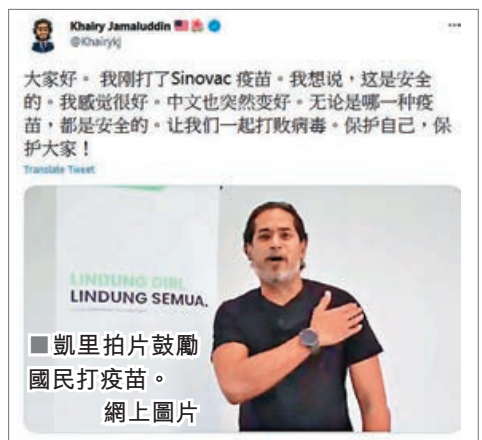 Khairy Jamaluddin
@Khairykj
大家好。 我刚打了Sinovac 疫苗。我想说，这是安全
的。我感觉很好。中文也突然变好。无论是哪一种疫
苗，都是安全的。让我们一起打败病毒。保护自己，保
护大家！
Translate Tweet
LINDUNG DIRI,
LINDUNG SEMUA.
■凱里拍片鼓勵
國民打疫苗。
網上圖片